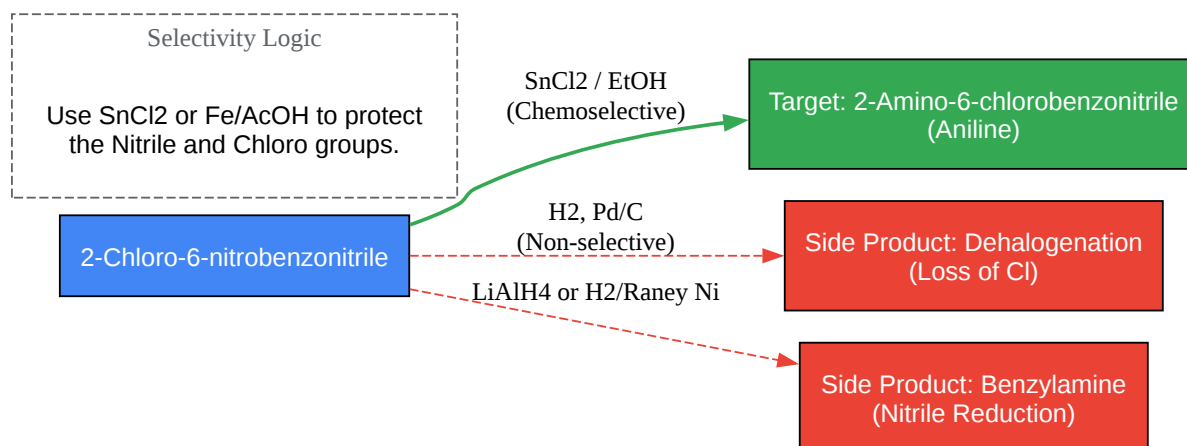 Selectivity Logic
Use SnCl2 or Fe/AcOH to protect
the Nitrile and Chloro groups.
SnCl2 / EtOH
(Chemoselective)
Target: 2-Amino-6-chlorobenzonitrile
(Aniline)
2-Chloro-6-nitrobenzonitrile
H2, Pd/C
(Non-selective)
Side Product: Dehalogenation
(Loss of Cl)
LiAlH4 or H2/Raney Ni
Side Product: Benzylamine
(Nitrile Reduction)